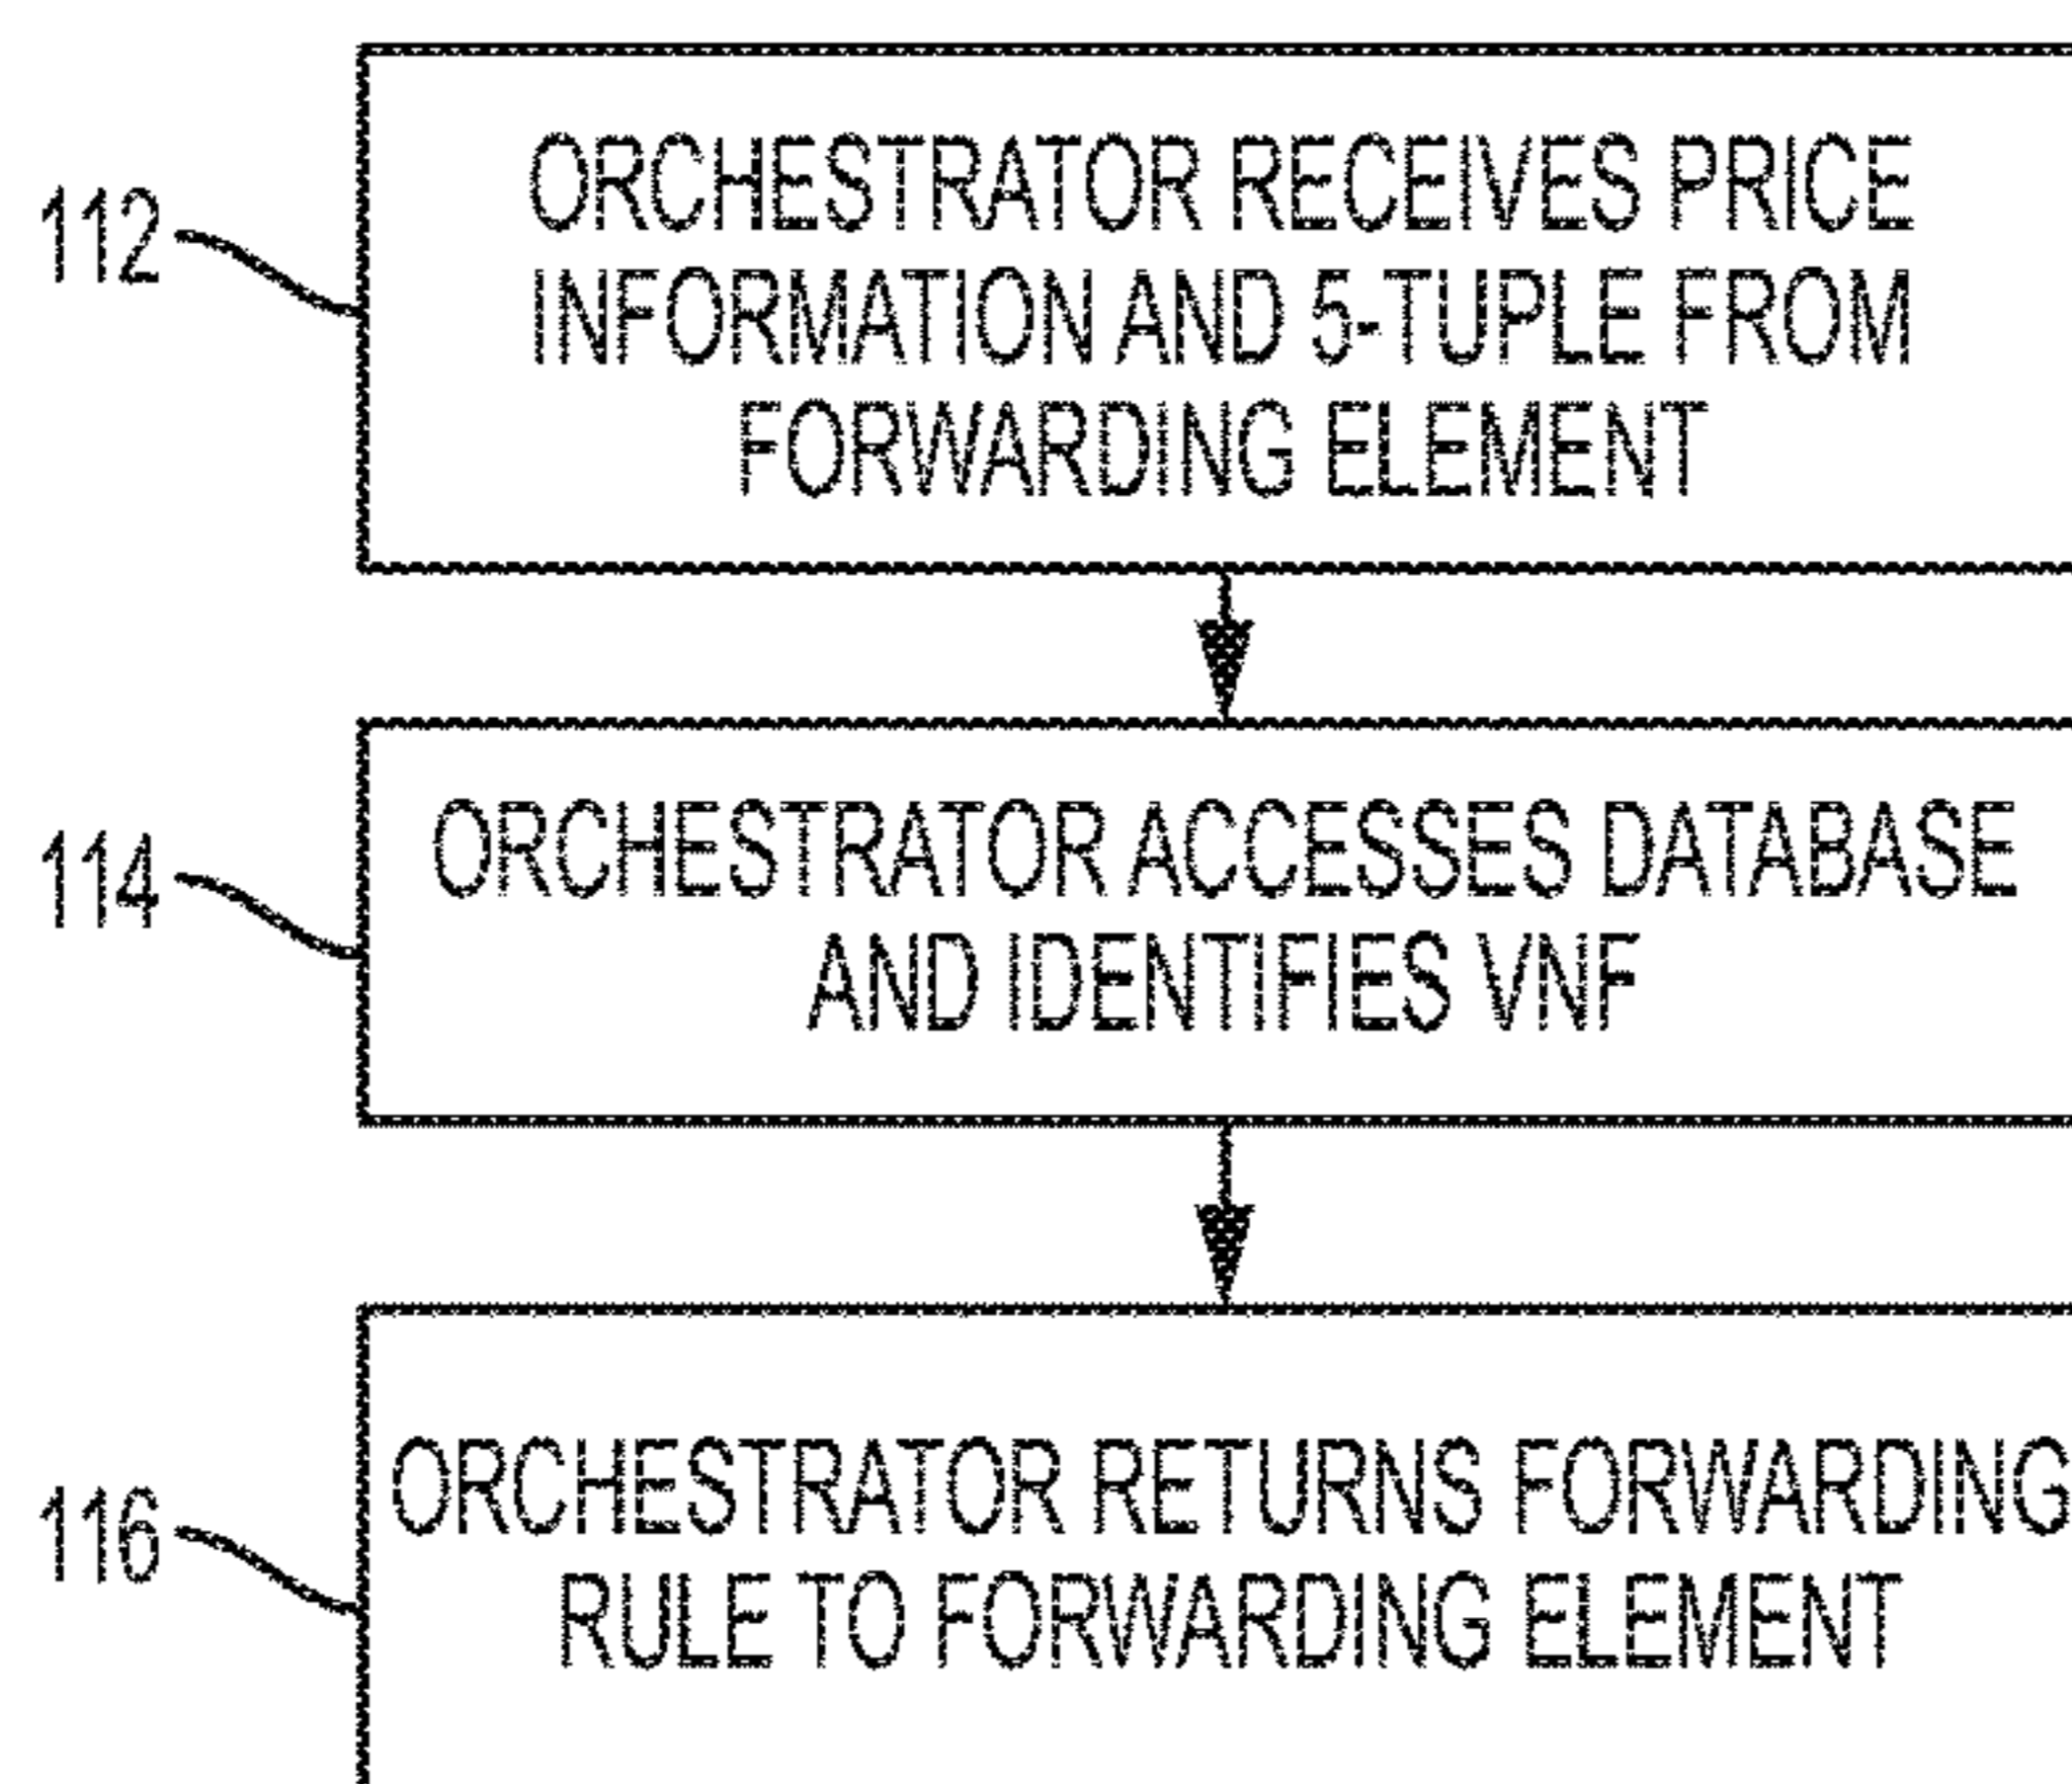 112
ORCHESTRATOR RECEIVES PRICE
INFORMATION AND 5-TUPLE FROM
FORWARDING ELEMENT
114
ORCHESTRATOR ACCESSES DATABASE
AND IDENTIFIES VNF
116
ORCHESTRATOR RETURNS FORWARDING
RULE TO FORWARDING ELEMENT